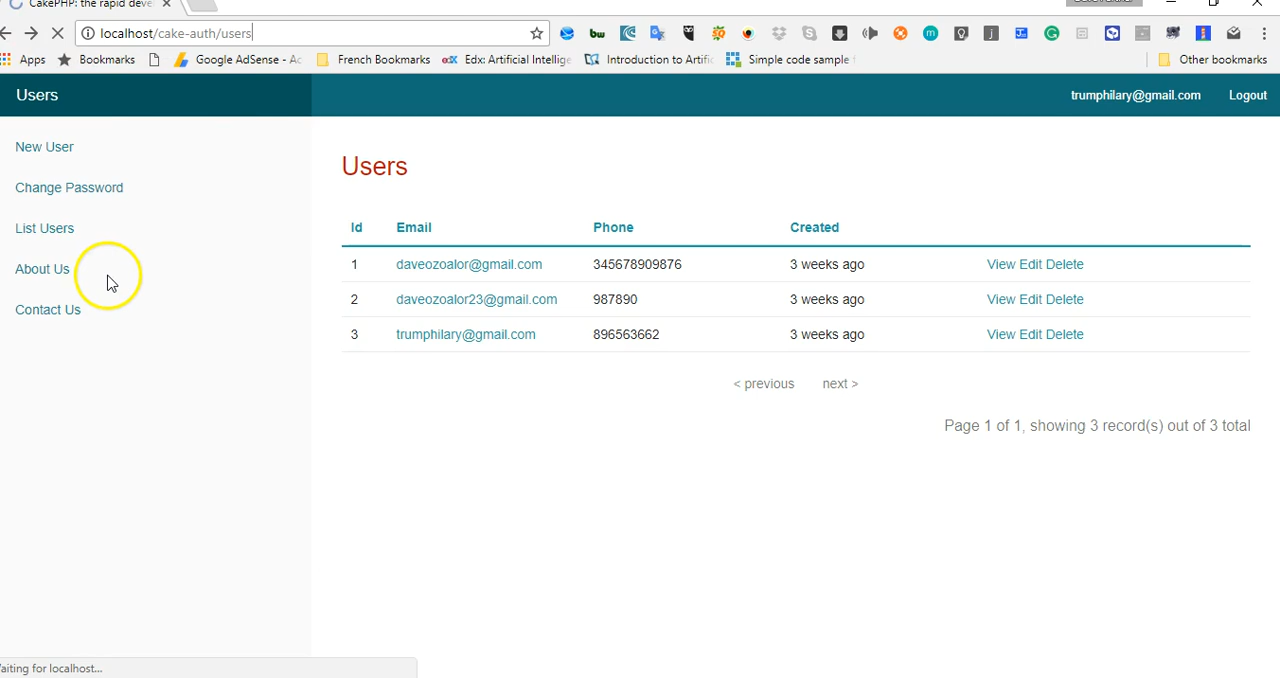 CakePHP: the rapid deve
localhost/cake-auth/users
Apps Bookmarks Google AdSense - Ac French Bookmarks Edx: Artificial Intellige Introduction to Artific Simple code sample f Other bookmarks
Users trumphilary@gmail.com Logout
New User
Change Password
List Users
About Us
Contact Us
Users
Id Email Phone Created
1 daveozoalor@gmail.com 345678909876 3 weeks ago View Edit Delete
2 daveozoalor23@gmail.com 987890 3 weeks ago View Edit Delete
3 trumphilary@gmail.com 896563662 3 weeks ago View Edit Delete
< previous next >
Page 1 of 1, showing 3 record(s) out of 3 total
aiting for localhost...